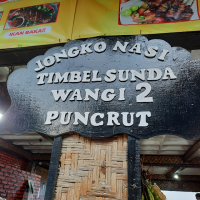 IKAN BAKAR
JONGKO NASI
TIMBEL SUNDA
WANGI 2
PUNCRUT